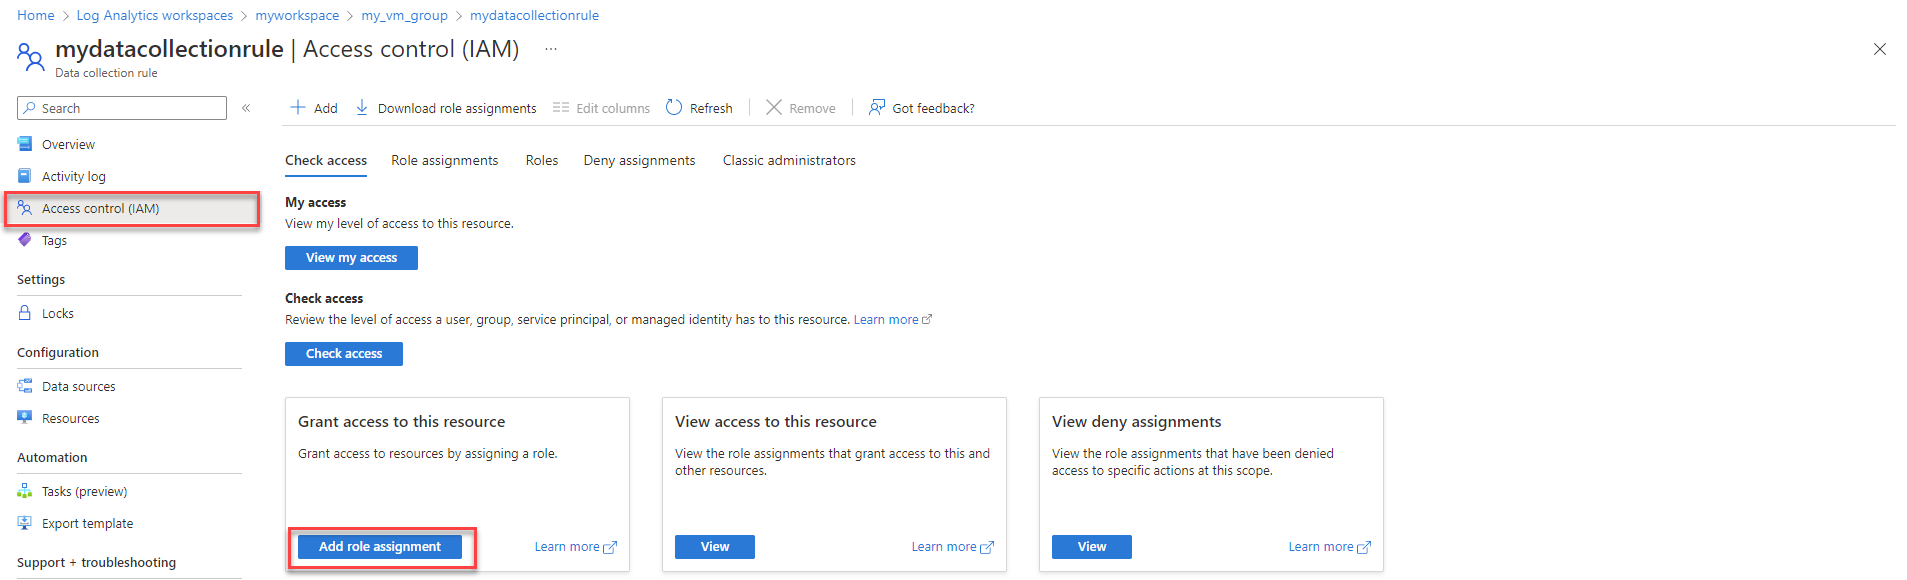 Home > Log Analytics workspaces > myworkspace > my_vm_group > mydatacollectionrule
mydatacollectionrule | Access control (IAM) ...
Data collection rule
Search «
Add Download role assignments Edit columns Refresh Remove Got feedback?
Overview
Activity log
Access control (IAM)
Tags
Settings
Locks
Configuration
Data sources
Resources
Automation
Tasks (preview)
Export template
Support + troubleshooting
Check access Role assignments Roles Deny assignments Classic administrators
My access
View my level of access to this resource.
View my access
Check access
Review the level of access a user, group, service principal, or managed identity has to this resource. Learn more
Check access
Grant access to this resource
Grant access to resources by assigning a role.
Add role assignment Learn more
View access to this resource
View the role assignments that grant access to this and
other resources.
View Learn more
View deny assignments
View the role assignments that have been denied
access to specific actions at this scope.
View Learn more